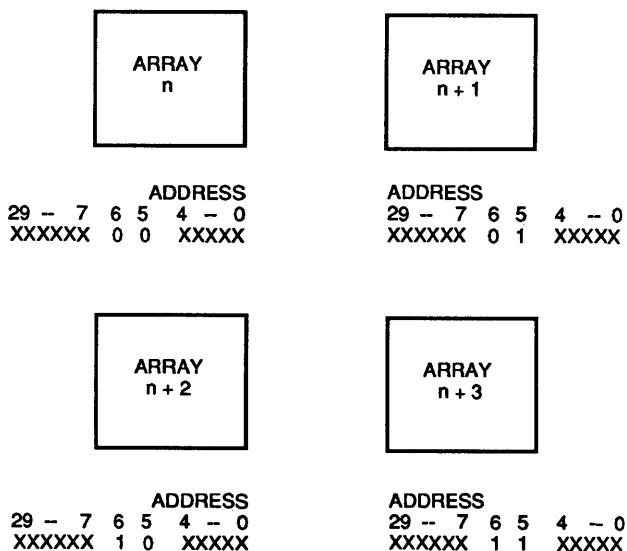 ARRAY
n
ARRAY
n + 1
ADDRESS
29 -- 7 6 5 4 -- 0
XXXXXX 0 0 XXXXX
ADDRESS
29 -- 7 6 5 4 -- 0
XXXXXX 0 1 XXXXX
ARRAY
n + 2
ARRAY
n + 3
ADDRESS
29 -- 7 6 5 4 -- 0
XXXXXX 1 0 XXXXX
ADDRESS
29 -- 7 6 5 4 -- 0
XXXXXX 1 1 XXXXX